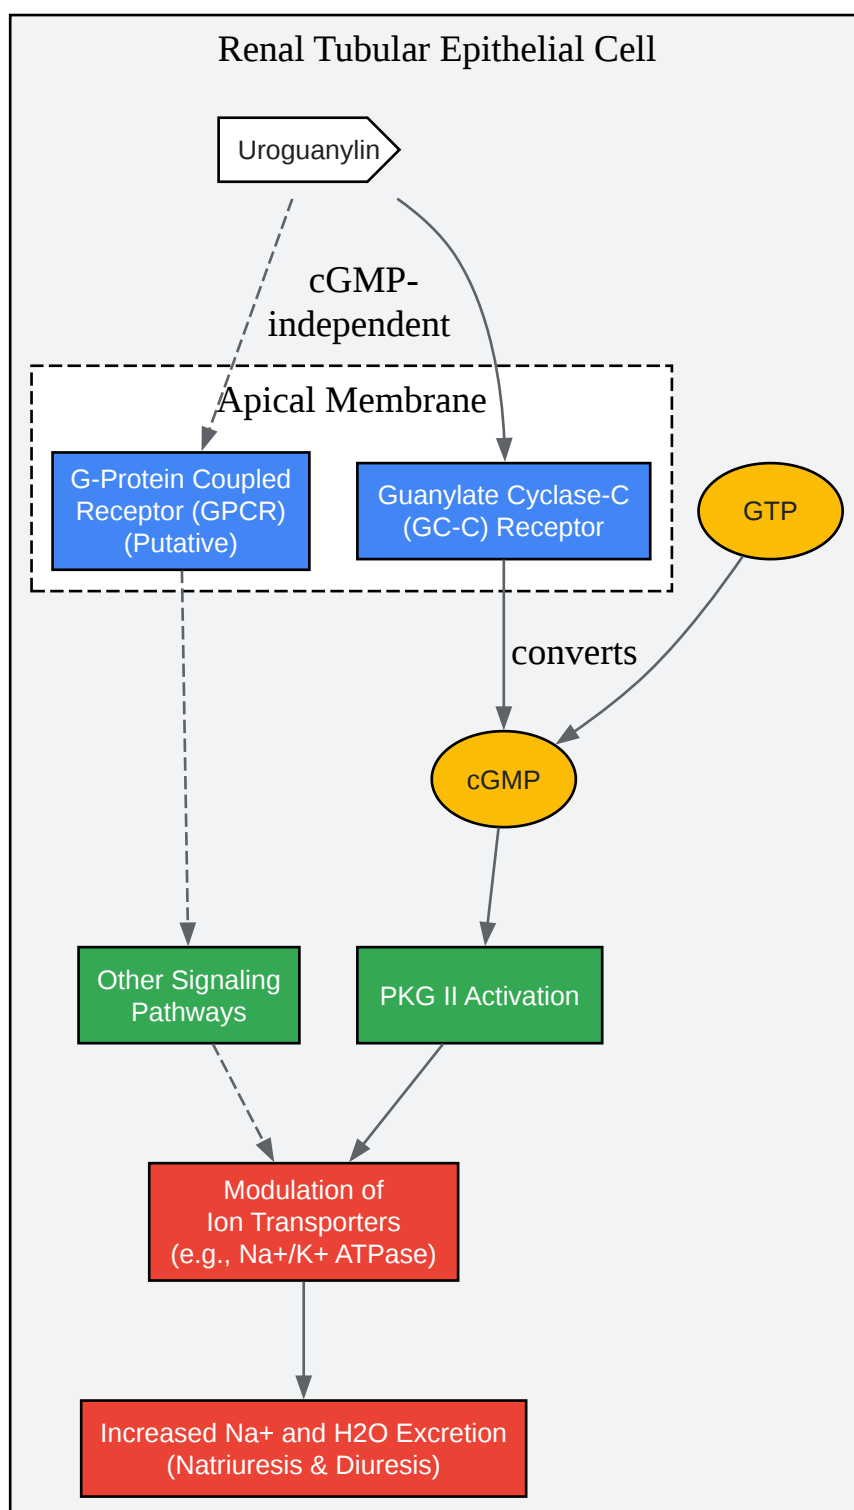 Renal Tubular Epithelial Cell
Uroguanylin
cGMP-
independent
Apical Membrane
G-Protein Coupled
Receptor (GPCR)
(Putative)
Guanylate Cyclase-C
(GC-C) Receptor
GTP
converts
cGMP
Other Signaling
Pathways
PKG II Activation
Modulation of
Ion Transporters
(e.g., Na+/K+ ATPase)
Increased Na+ and H2O Excretion
(Natriuresis & Diuresis)